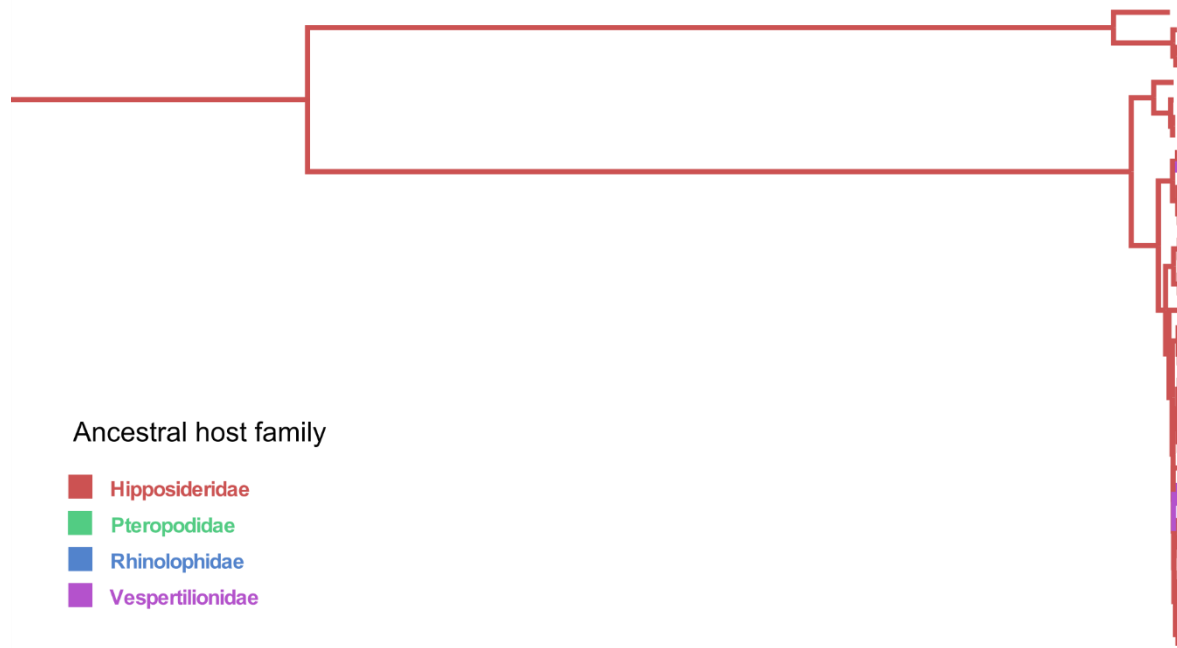 Ancestral host family
Hipposideridae
Pteropodidae
Rhinolophidae
Vespertilionidae